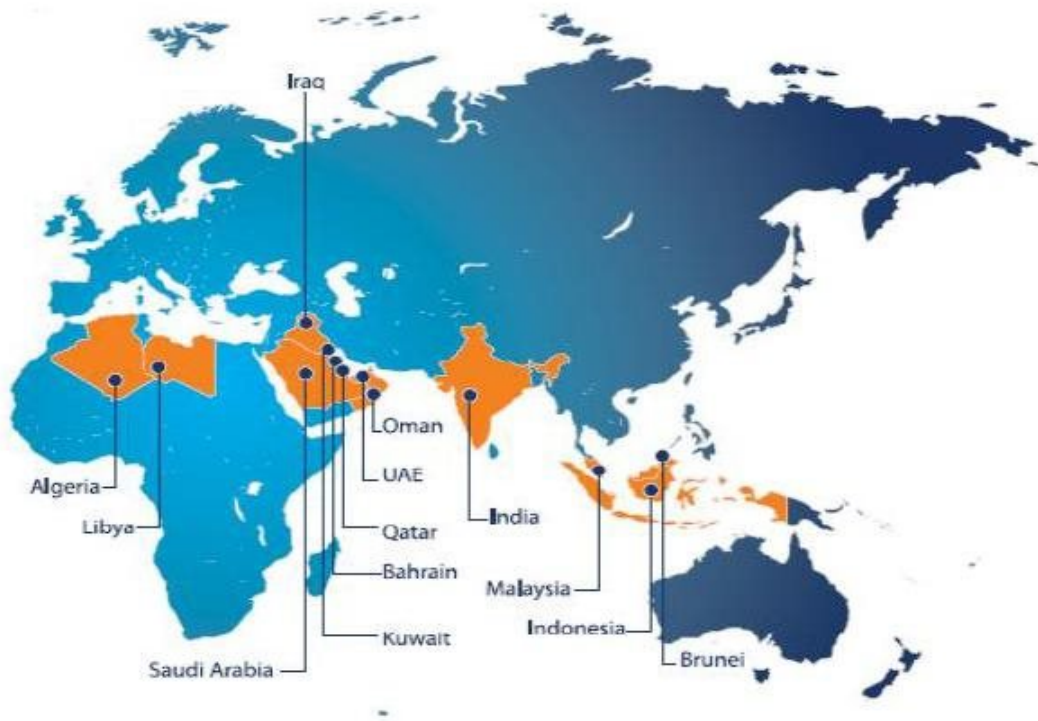 Iraq
Oman
UAE
Algeria
India
Libya
Qatar
Bahrain
Malaysia
Indonesia
Kuwait
Brunei
Saudi Arabia